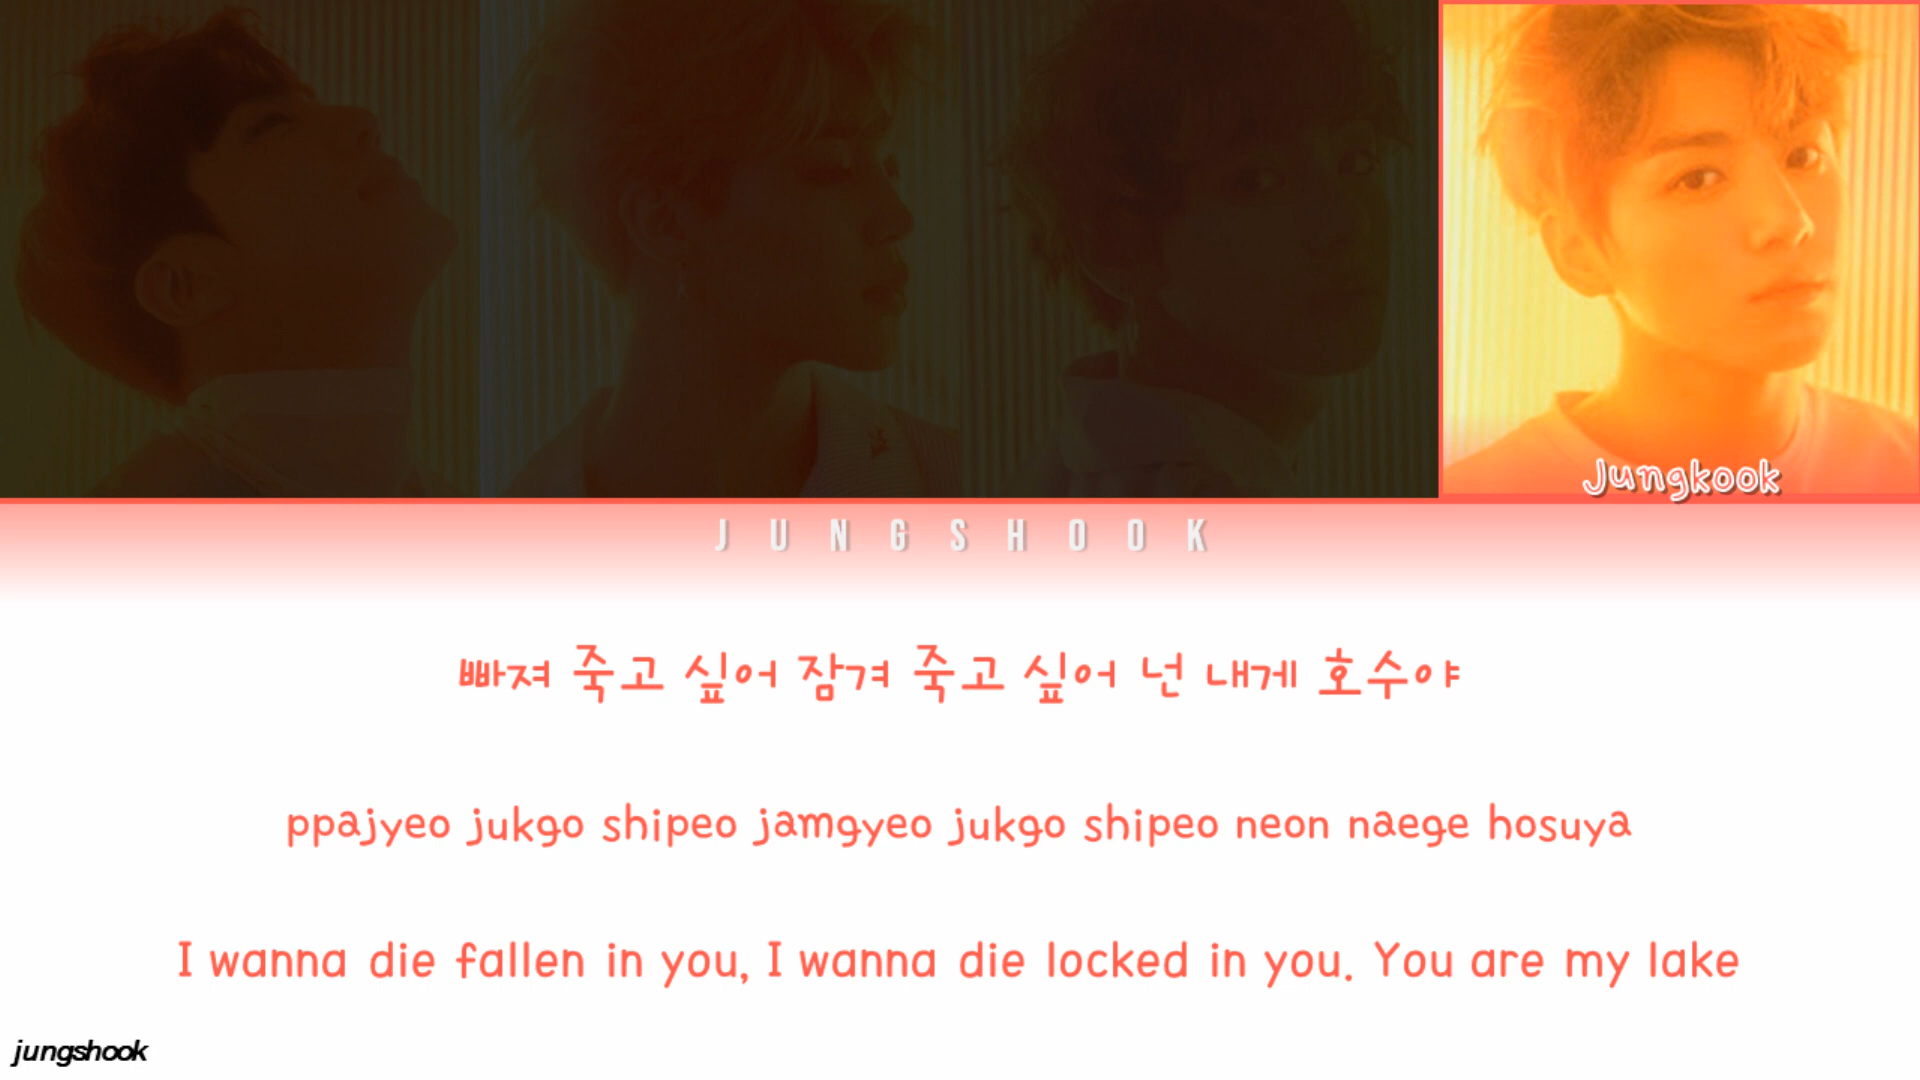 Jungkook
JUNGSHOOK
빠져 죽고 싶어 잠겨 죽고 싶어 넌 내게 호수야
ppajyeo jukgo shipeo jamgyeo jukgo shipeo neon naege hosuya
I wanna die fallen in you, I wanna die locked in you. You are my lake
jungshook